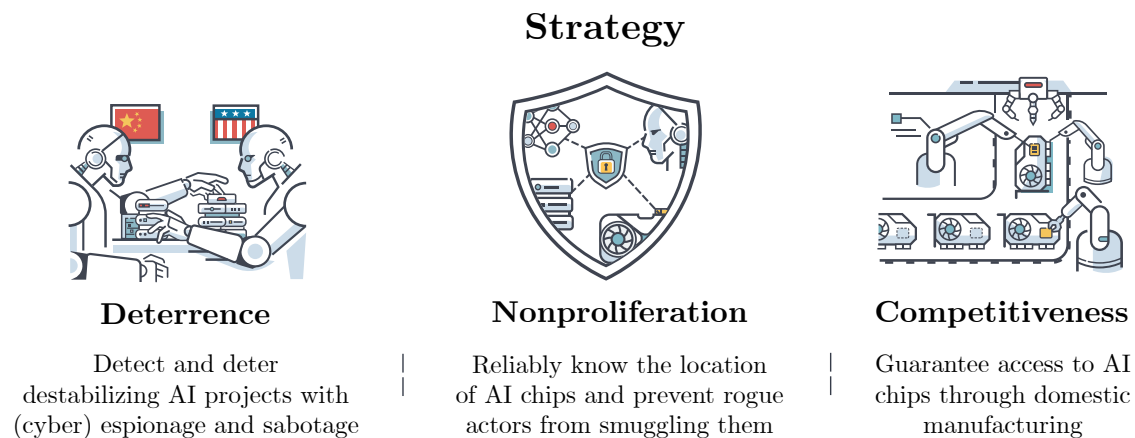 Strategy
Deterrence
Detect and deter
destabilizing AI projects with
(cyber) espionage and sabotage
Nonproliferation
Reliably know the location
of AI chips and prevent rogue
actors from smuggling them
Competitiveness
Guarantee access to AI
chips through domestic
manufacturing